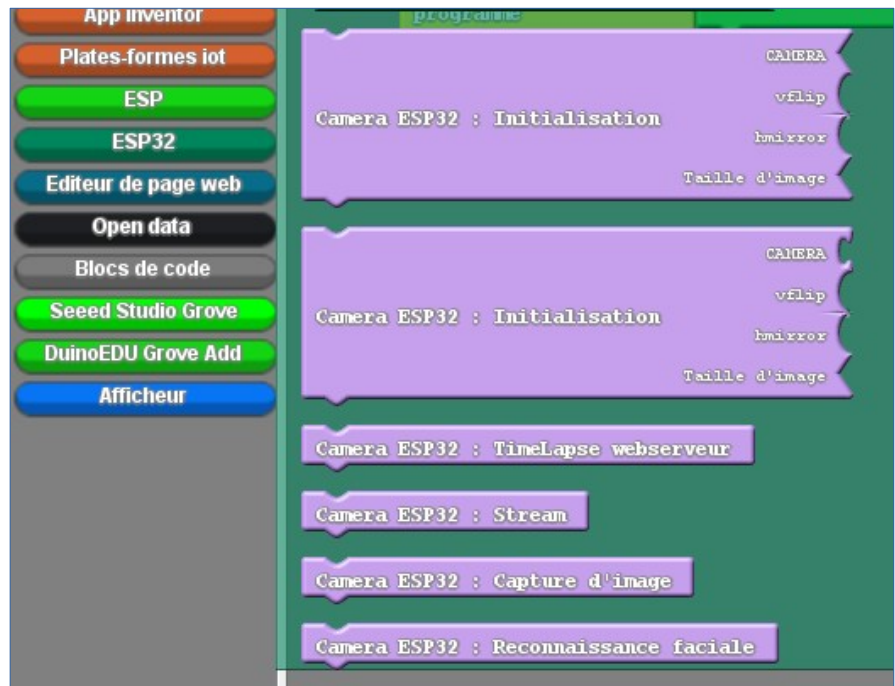 App Inventor
Plates-formes iot
ESP
ESP32
Editeur de page web
Open data
Blocs de code
Seeed Studio Grove
DuinoEDU Grove Add
Afficheur
programme
Camera ESP32 : Initialisation
CAMERA
vflip
hmirror
Taille d'image
Camera ESP32 : Initialisation
CAMERA
vflip
hmirror
Taille d'image
Camera ESP32 : TimeLapse webserveur
Camera ESP32 : Stream
Camera ESP32 : Capture d'image
Camera ESP32 : Reconnaissance faciale